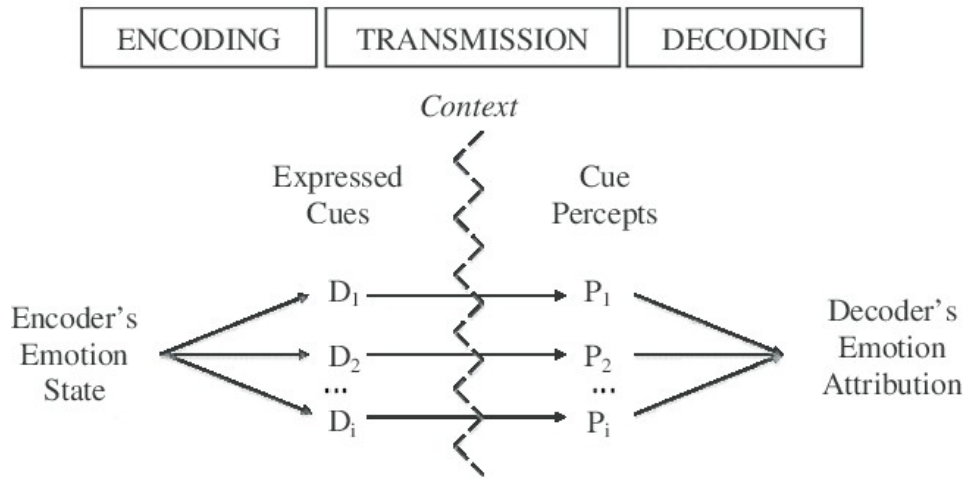 ENCODING
TRANSMISSION
DECODING
Context
Expressed
Cues
Cue
Percepts
Encoder’s
Emotion
State
D₁
D₂
...
Dᵢ
P₁
P₂
...
Pᵢ
Decoder’s
Emotion
Attribution